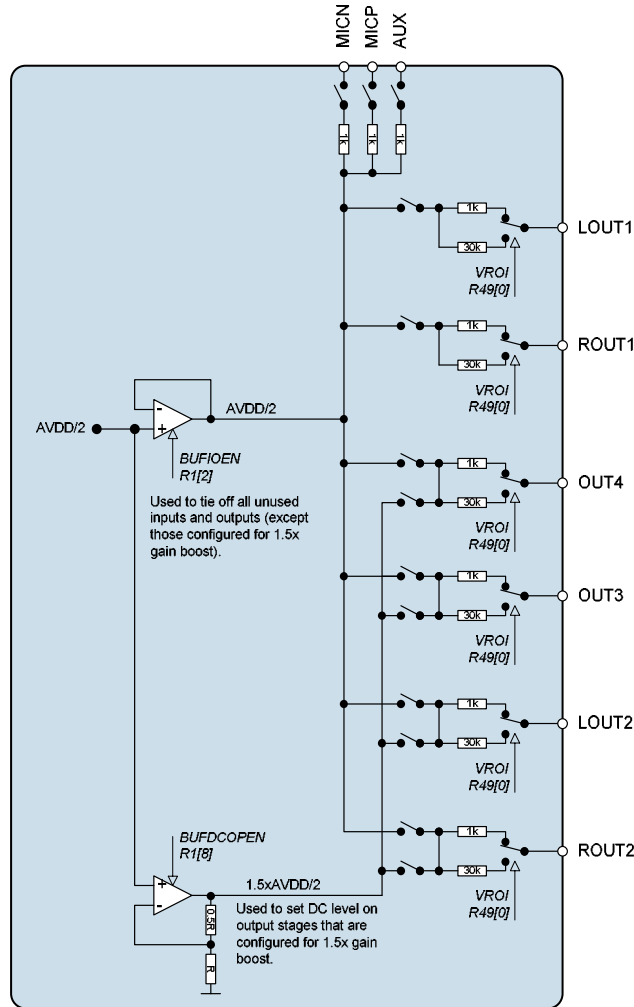 MICN
MICP
AUX
1k
1k
1k
1k
30k
LOUT1
VROI
R49[0]
1k
30k
ROUT1
VROI
R49[0]
AVDD/2
-
+
AVDD/2
BUFIOEN
R1[2]
Used to tie off all unused
inputs and outputs (except
those configured for 1.5x
gain boost).
1k
30k
OUT4
VROI
R49[0]
1k
30k
OUT3
VROI
R49[0]
1k
30k
LOUT2
VROI
R49[0]
1k
30k
ROUT2
VROI
R49[0]
BUFDCOPEN
R1[8]
+
-
1.5xAVDD/2
0.5R
R
Used to set DC level on
output stages that are
configured for 1.5x gain
boost.